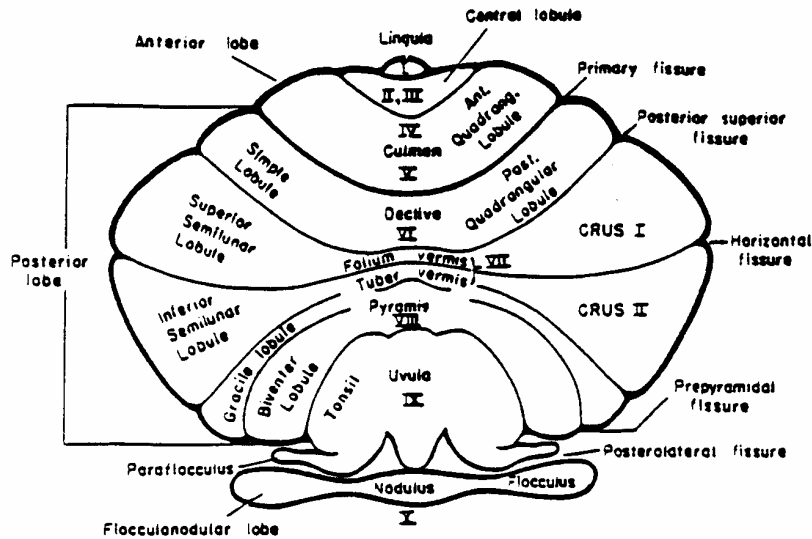 Central lobule
Lingula
Anterior lobe
Primary fissure
II, III
Ant.
Quadrang.
Lobule
Posterior superior
fissure
IV
Culmen
V
Simple
Lobule
Post.
Quadrangular
Lobule
Superior
Semilunar
Lobule
Declive
VI
CRUS I
Horizontal
fissure
Posterior
lobe
Folium vermis
VII
Tuber vermis
Inferior
Semilunar
Lobule
Pyramis
VIII
CRUS II
Gracile lobule
Biventer
Lobule
Tonsil
Uvula
IX
Prepyramidal
fissure
Posterolateral fissure
Paraflocculus
Nodulus
Flocculus
V
Flocculanodular lobe